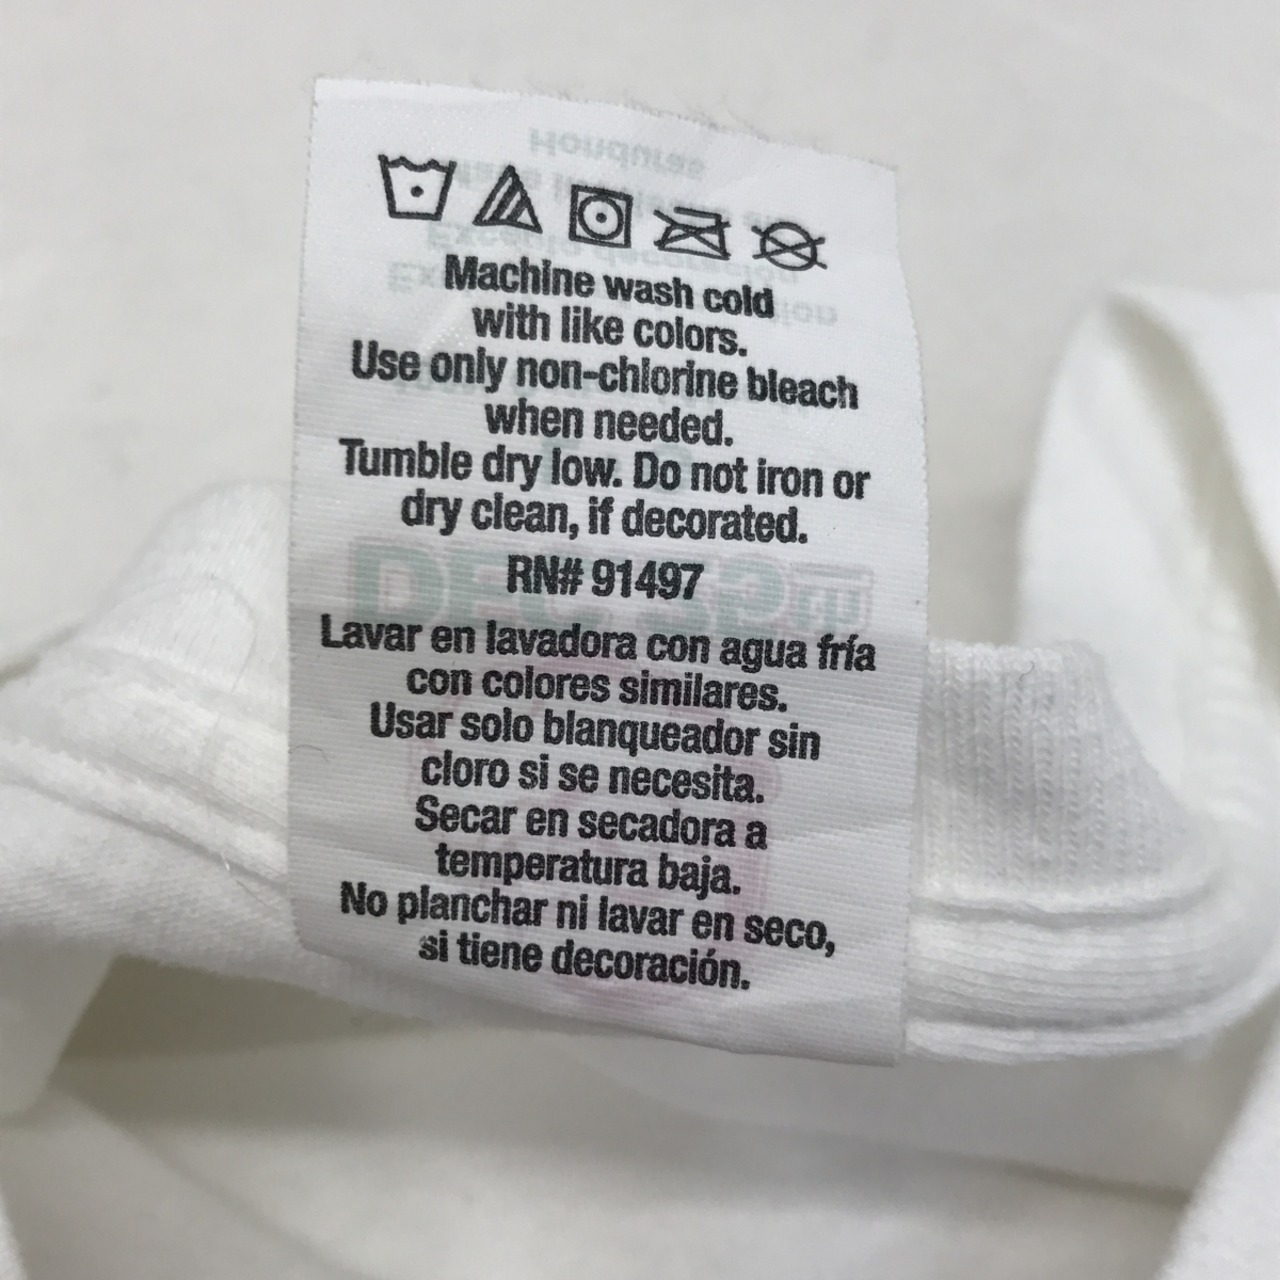 Machine wash cold
with like colors.
Use only non-chlorine bleach
when needed.
Tumble dry low. Do not iron or
dry clean, if decorated.
RN# 91497
Lavar en lavadora con agua fría
con colores similares.
Usar solo blanqueador sin
cloro si se necesita.
Secar en secadora a
temperatura baja.
No planchar ni lavar en seco,
si tiene decoración.